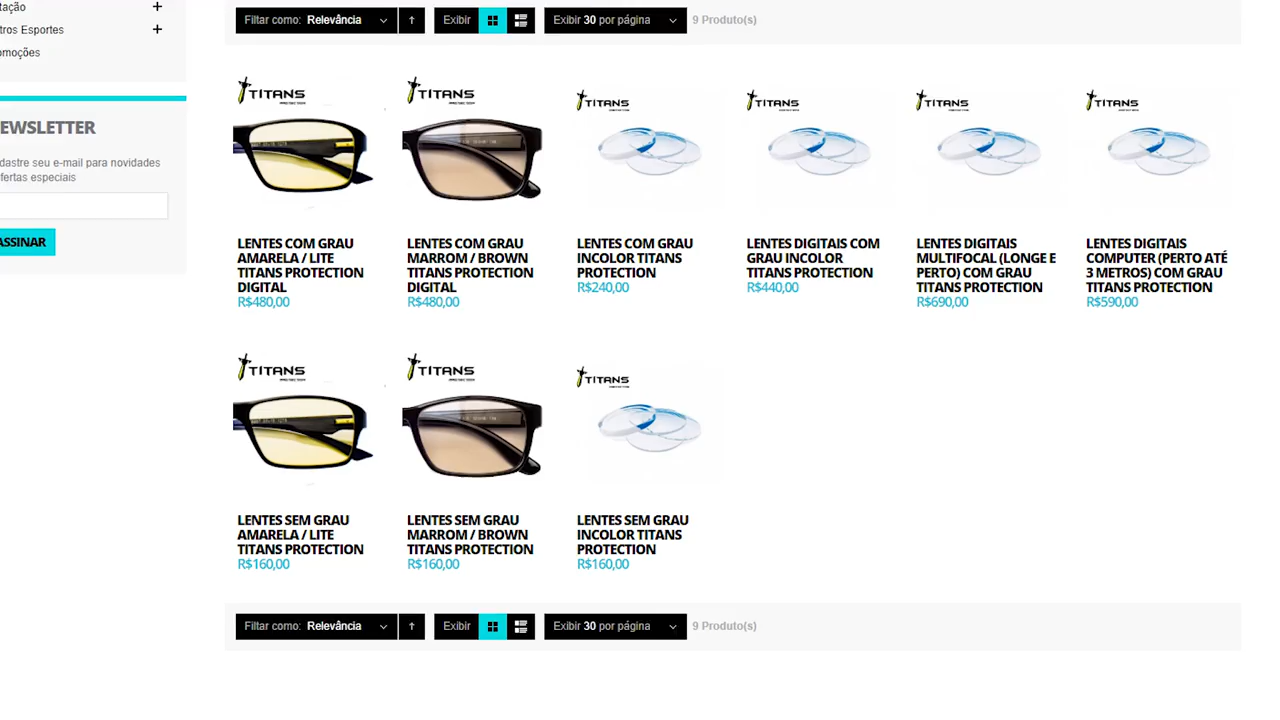 tação
tros Esportes
omoções
EWSLETTER
dastre seu e-mail para novidades
fertas especiais
ASSINAR
Filtar como: Relevância
Exibir
Exibir 30 por página
9 Produto(s)
TITANS
TITANS
TITANS
TITANS
TITANS
TITANS
LENTES COM GRAU
AMARELA / LITE
TITANS PROTECTION
DIGITAL
R$480,00
LENTES COM GRAU
MARROM / BROWN
TITANS PROTECTION
DIGITAL
R$480,00
LENTES COM GRAU
INCOLOR TITANS
PROTECTION
R$240,00
LENTES DIGITAIS COM
GRAU INCOLOR
TITANS PROTECTION
R$440,00
LENTES DIGITAIS
MULTIFOCAL (LONGE E
PERTO) COM GRAU
TITANS PROTECTION
R$690,00
LENTES DIGITAIS
COMPUTER (PERTO ATÉ
3 METROS) COM GRAU
TITANS PROTECTION
R$590,00
TITANS
TITANS
TITANS
LENTES SEM GRAU
AMARELA / LITE
TITANS PROTECTION
R$160,00
LENTES SEM GRAU
MARROM / BROWN
TITANS PROTECTION
R$160,00
LENTES SEM GRAU
INCOLOR TITANS
PROTECTION
R$160,00
Filtar como: Relevância
Exibir
Exibir 30 por página
9 Produto(s)